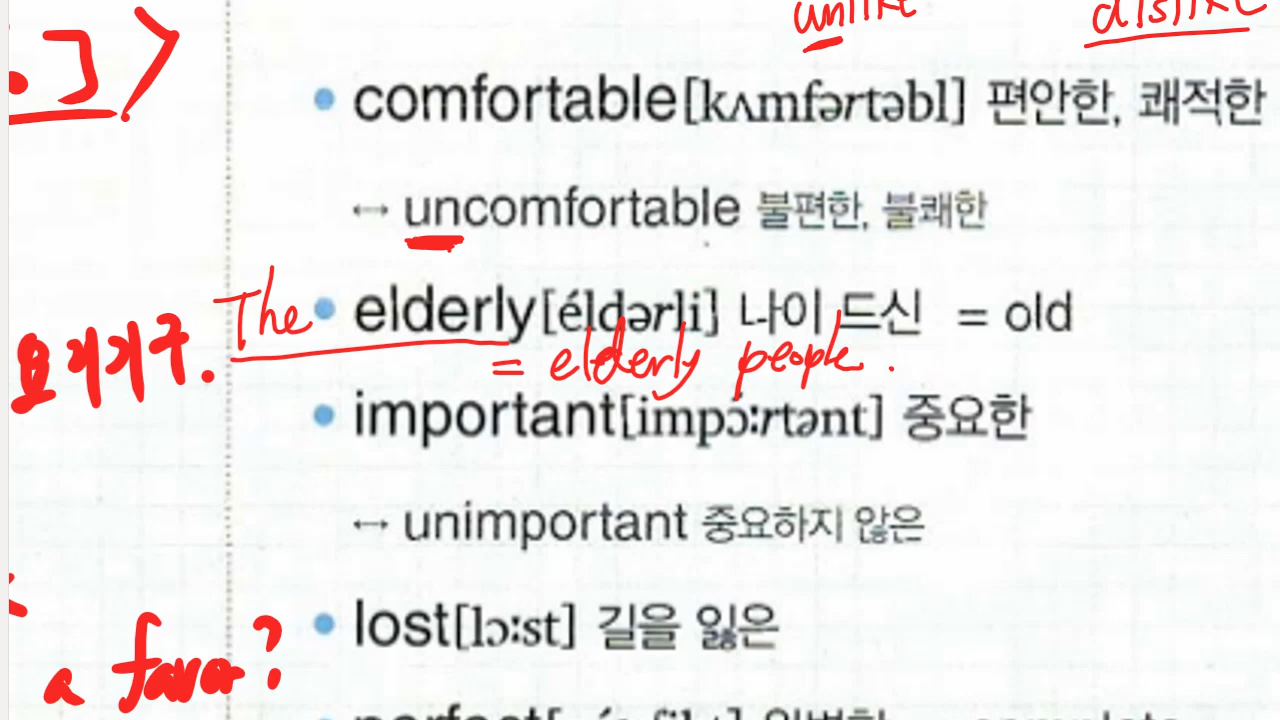 unlike dislike
• comfortable[kʌmfərtəbl] 편안한, 쾌적한
↔ uncomfortable 불편한, 불쾌한
The • elderly[éldərli] 나이 드신 = old
= elderly people.
• important[impɔ́ːrtənt] 중요한
↔ unimportant 중요하지 않은
• lost[lɔːst] 길을 잃은
a favor?